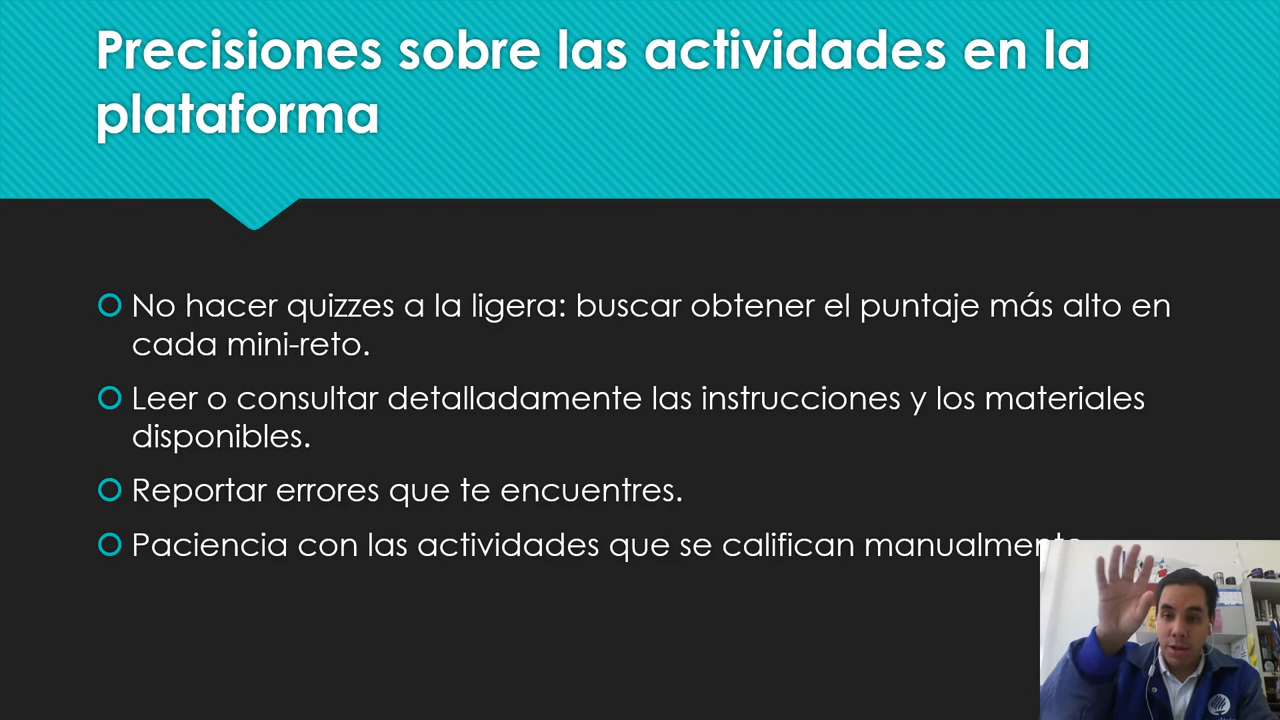 Precisiones sobre las actividades en la
plataforma
No hacer quizzes a la ligera: buscar obtener el puntaje más alto en
cada mini-reto.
Leer o consultar detalladamente las instrucciones y los materiales
disponibles.
Reportar errores que te encuentres.
Paciencia con las actividades que se califican manualmente.